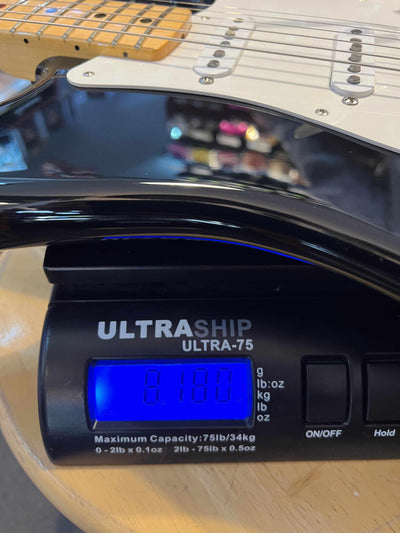 ULTRASHIP
ULTRA-75
8.180
g
lb:oz
kg
lb
oz
Maximum Capacity:75lb/34kg
0 - 2lb x 0.1oz 2lb - 75lb x 0.5oz
ON/OFF
Hold